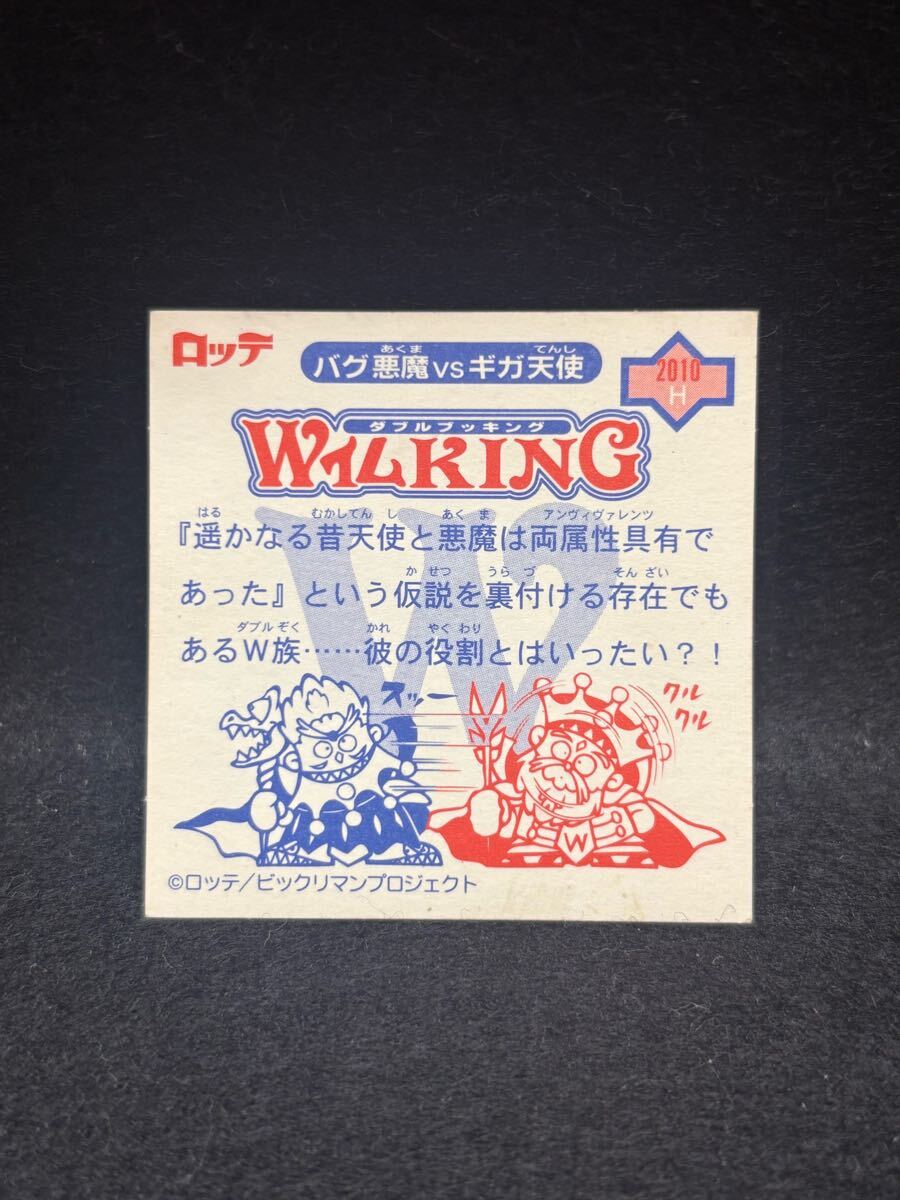 ロッテ
あくま てんし
バグ悪魔vsギガ天使
2010
H
ダブルブッキング
WイムKING
はる むかしてん し あく ま アンヴィヴァレンツ
『遥かなる昔天使と悪魔は両属性具有で
か せつ うら づ そん ざい
あった』という仮説を裏付ける存在でも
ダブル ぞく かれ やく わり
あるW族……彼の役割とはいったい？！
スッー
クル
クル
W
W
©ロッテ/ビックリマンプロジェクト